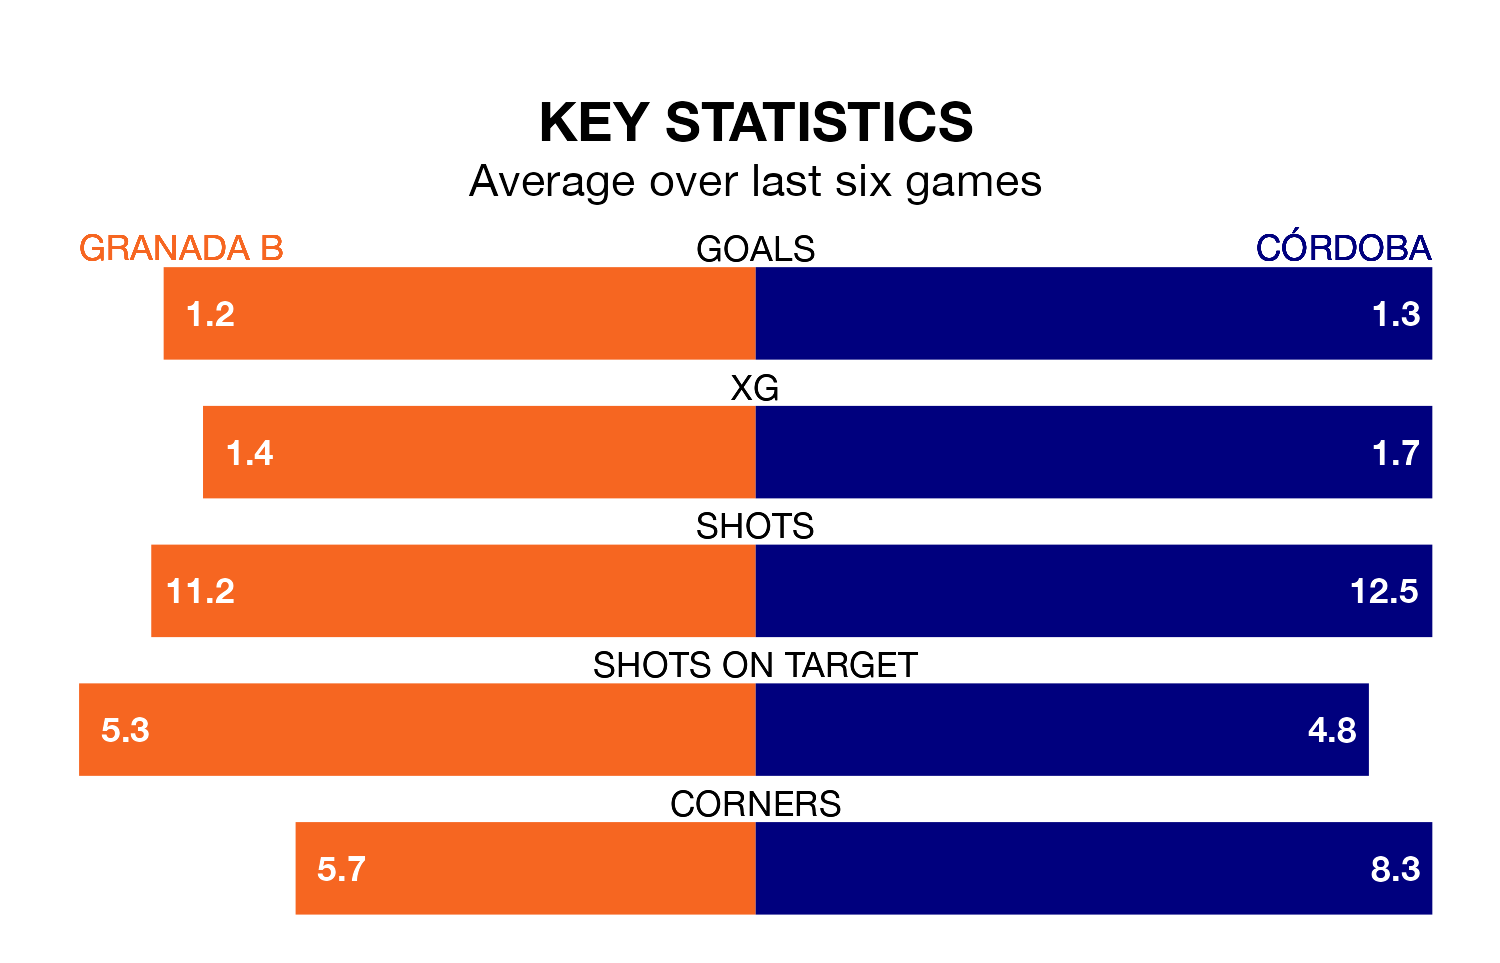 KEY STATISTICS
Average over last six games
GRANADA B GOALS CÓRDOBA
1.2 1.3
XG
1.4 1.7
SHOTS
11.2 12.5
SHOTS ON TARGET
5.3 4.8
CORNERS
5.7 8.3